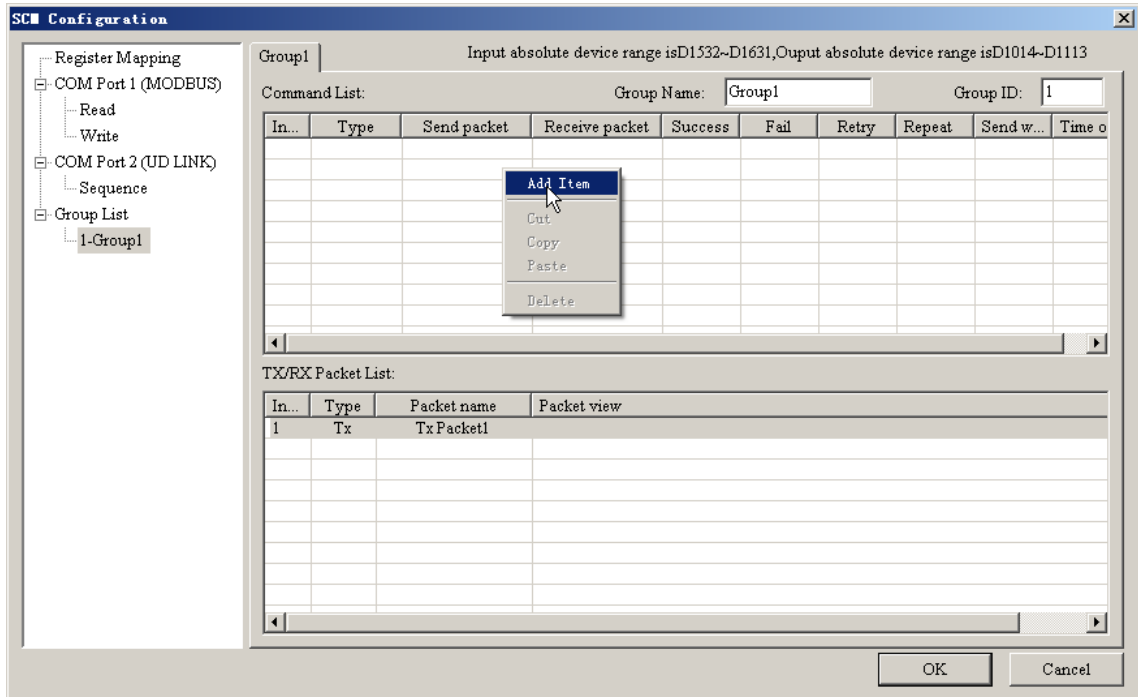 SCM Configuration
Register Mapping
COM Port 1 (MODBUS)
Read
Write
COM Port 2 (UD LINK)
Sequence
Group List
1-Group1
Group1
Input absolute device range isD1532~D1631,Ouput absolute device range isD1014~D1113
Command List: Group Name: Group1 Group ID: 1
In... Type Send packet Receive packet Success Fail Retry Repeat Send w... Time o
Add Item
Cut
Copy
Paste
Delete
TX/RX Packet List:
In... Type Packet name Packet view
1 Tx Tx Packet1
OK Cancel